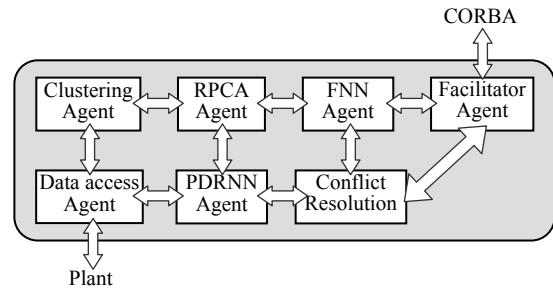 CORBA
Clustering
Agent
RPCA
Agent
FNN
Agent
Facilitator
Agent
Data access
Agent
PDRNN
Agent
Conflict
Resolution
Plant